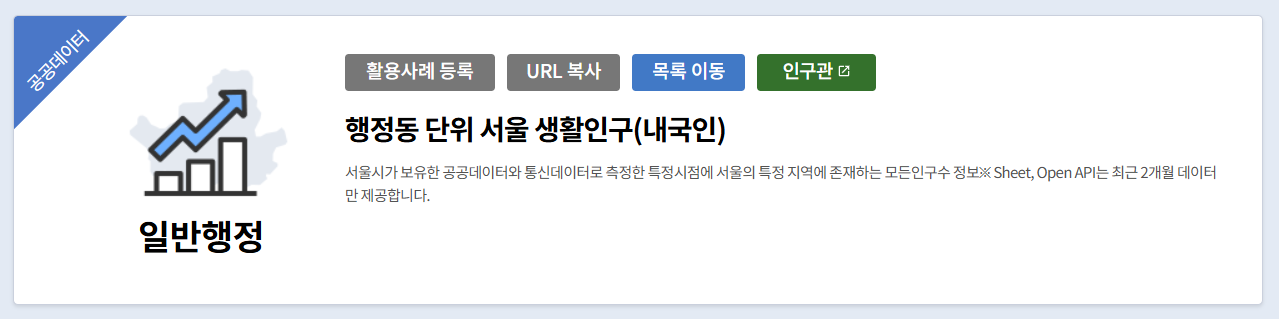 공공데이터
활용사례 등록
URL 복사
목록 이동
인구관
행정동 단위 서울 생활인구(내국인)
서울시가 보유한 공공데이터와 통신데이터로 측정한 특정시점에 서울의 특정 지역에 존재하는 모든인구수 정보※ Sheet, Open API는 최근 2개월 데이터
만 제공합니다.
일반행정